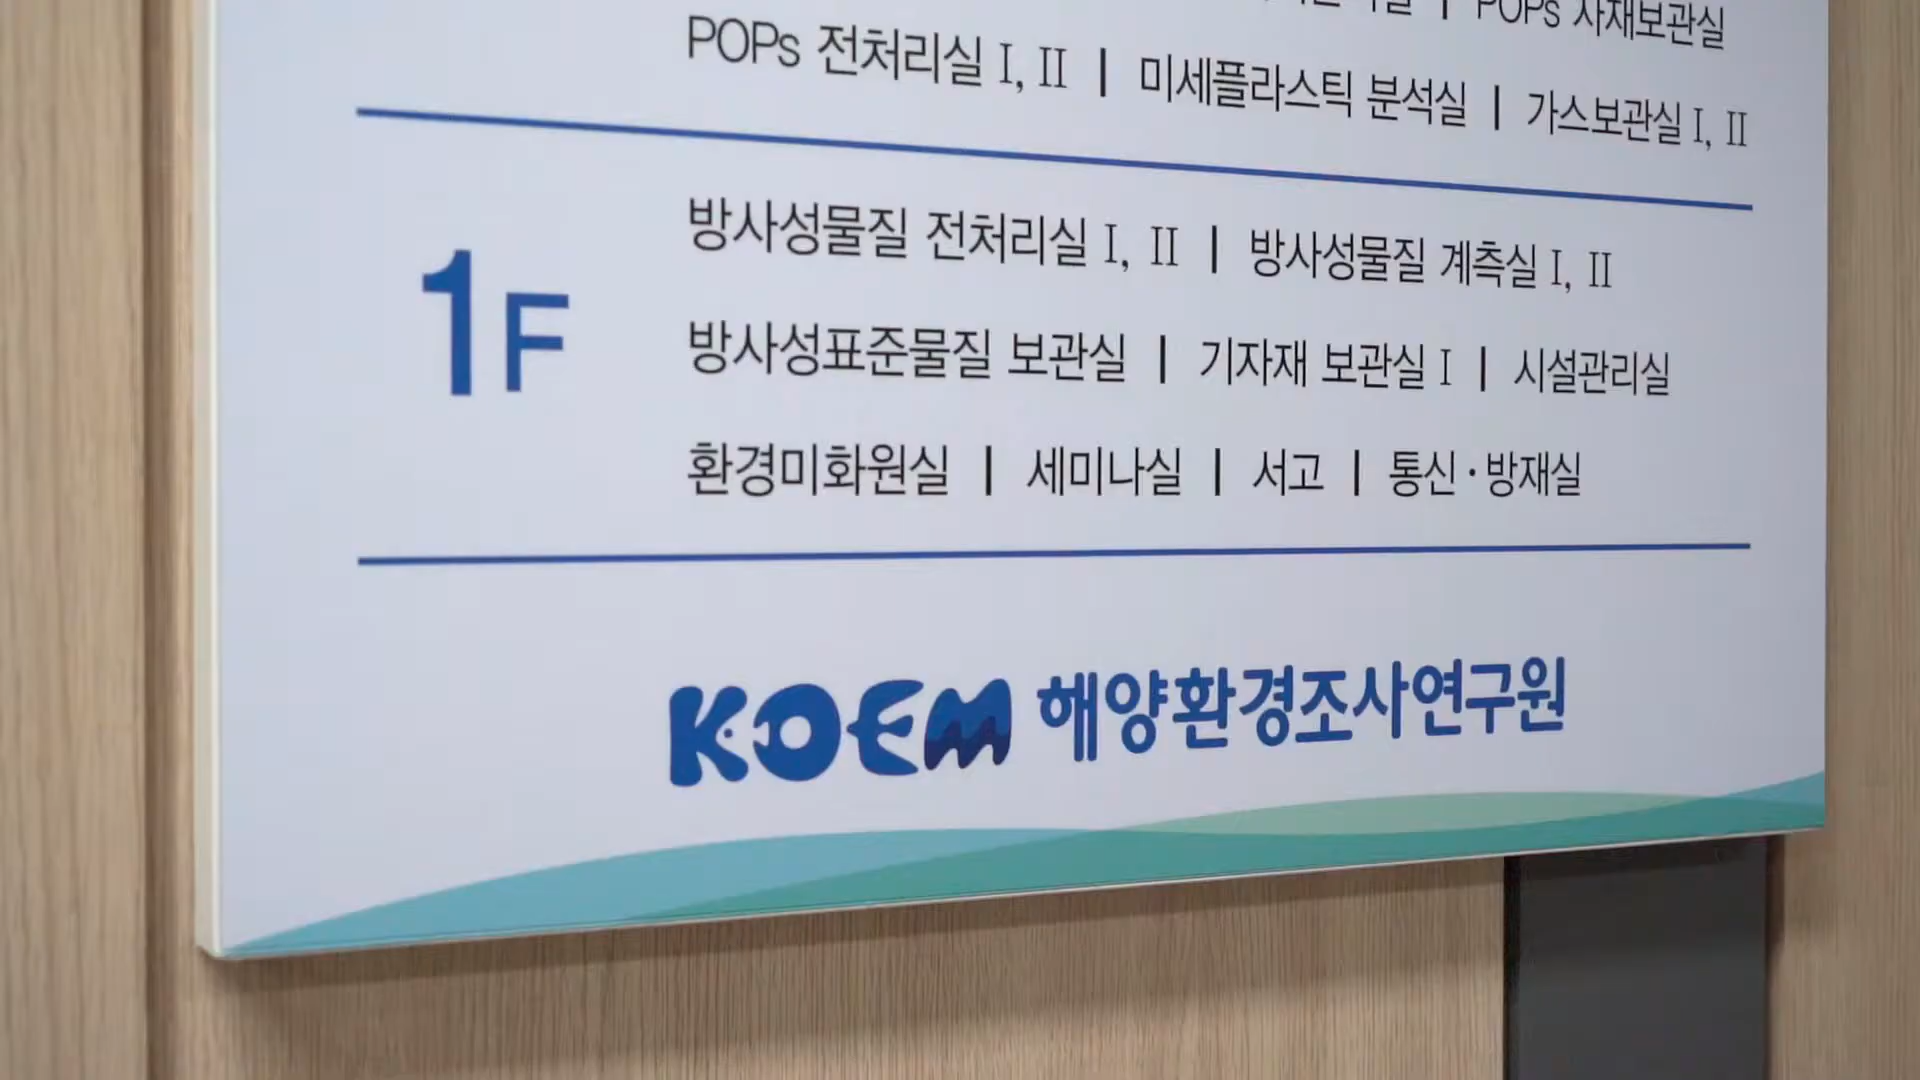 POPs 자재보관실
POPs 전처리실 I, II | 미세플라스틱 분석실 | 가스보관실 I, II
1F
방사성물질 전처리실 I, II | 방사성물질 계측실 I, II
방사성표준물질 보관실 | 기자재 보관실 I | 시설관리실
환경미화원실 | 세미나실 | 서고 | 통신·방재실
KOEM 해양환경조사연구원